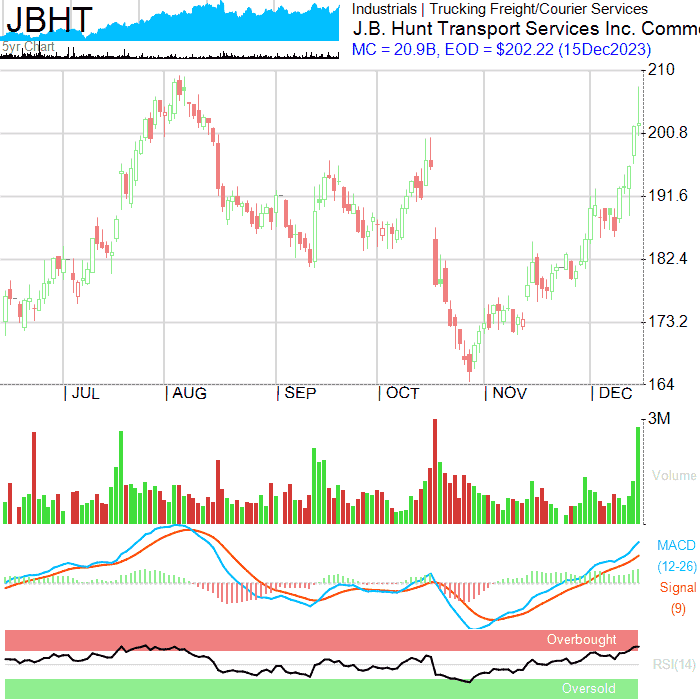 JBHT
5yr Chart
Industrials | Trucking Freight/Courier Services
J.B. Hunt Transport Services Inc. Comm
MC = 20.9B, EOD = $202.22 (15Dec2023)
210
200.8
191.6
182.4
173.2
164
| JUL | AUG | SEP | OCT | NOV | DEC
3M
Volume
MACD
(12-26)
Signal
(9)
Overbought
RSI(14)
Oversold